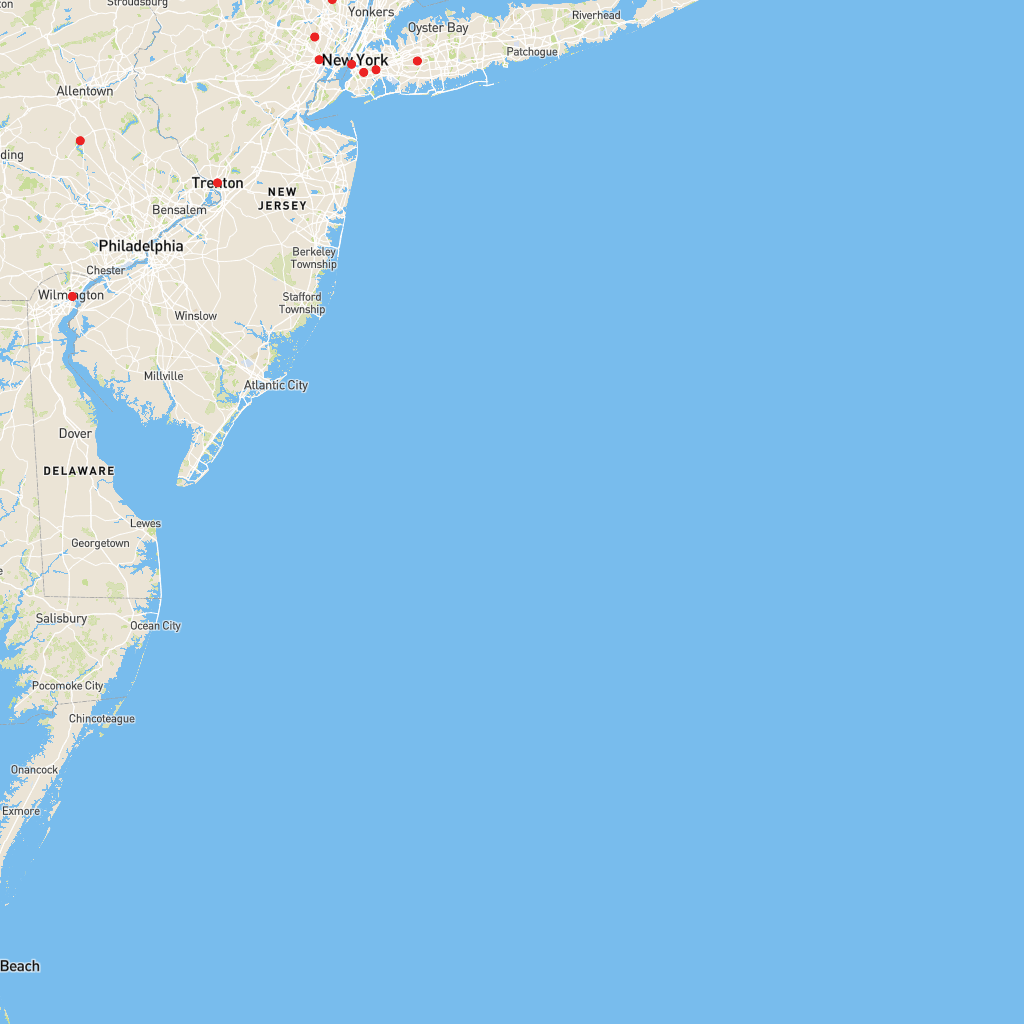 Stroudsburg
Yonkers
Riverhead
Oyster Bay
Patchogue
New York
Allentown
ding
Trenton
NEW
JERSEY
Bensalem
Philadelphia
Berkeley
Township
Chester
Wilmington
Stafford
Township
Winslow
Millville
Atlantic City
Dover
DELAWARE
Lewes
Georgetown
Salisbury
Ocean City
Pocomoke City
Chincoteague
Onancock
Exmore
Beach